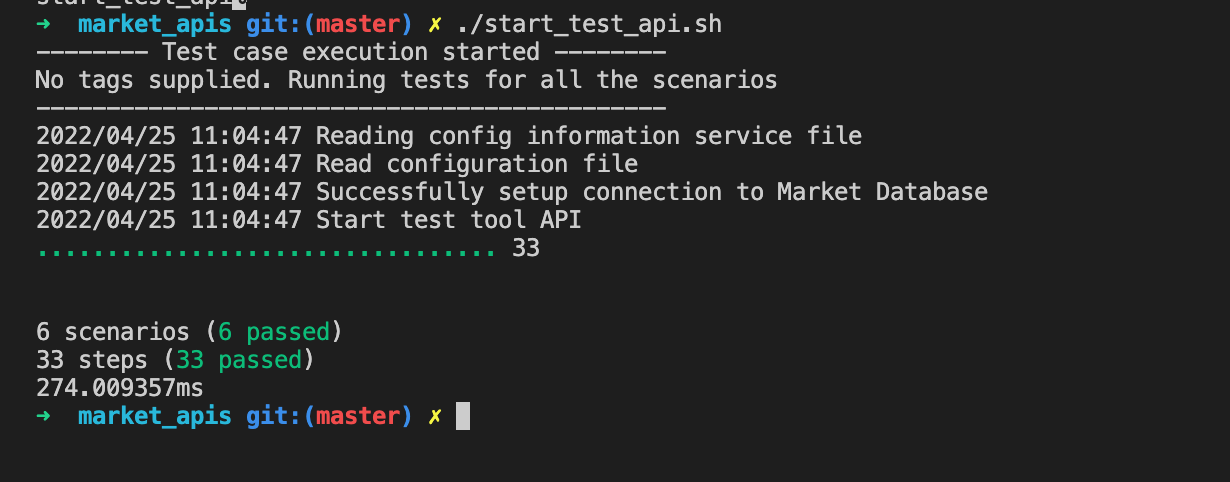 start_test_api
➜ market_apis git:(master) ✗ ./start_test_api.sh
-------- Test case execution started --------
No tags supplied. Running tests for all the scenarios
---------------------------------------------
2022/04/25 11:04:47 Reading config information service file
2022/04/25 11:04:47 Read configuration file
2022/04/25 11:04:47 Successfully setup connection to Market Database
2022/04/25 11:04:47 Start test tool API
................................. 33
6 scenarios (6 passed)
33 steps (33 passed)
274.009357ms
➜ market_apis git:(master) ✗